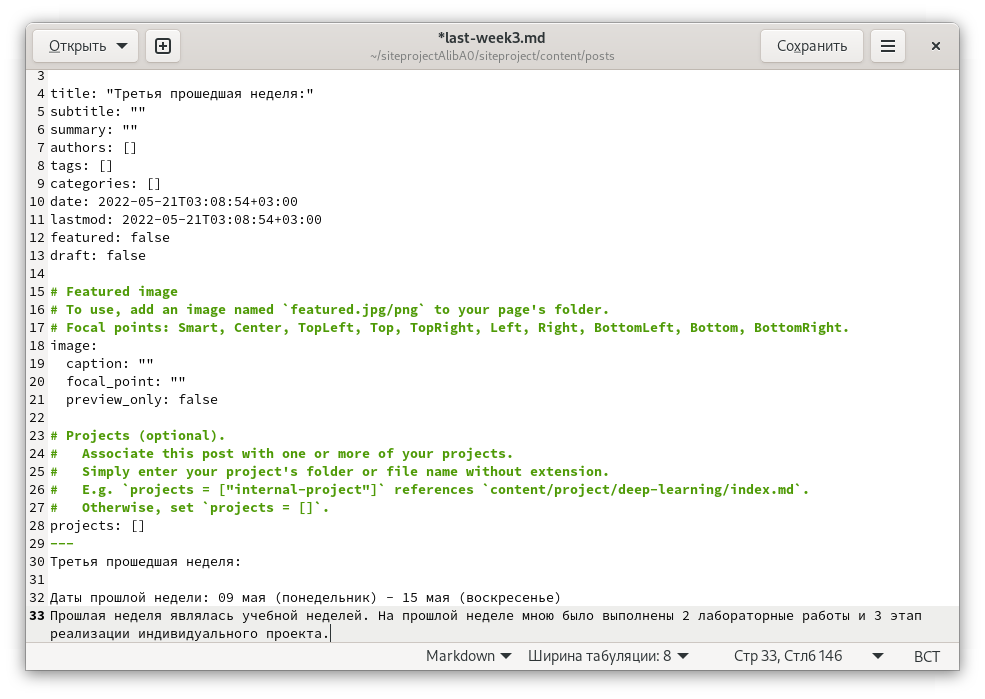 Открыть
*last-week3.md
~/siteprojectAlibA0/siteproject/content/posts
Сохранить
3
4 title: "Третья прошедшая неделя:"
5 subtitle: ""
6 summary: ""
7 authors: []
8 tags: []
9 categories: []
10 date: 2022-05-21T03:08:54+03:00
11 lastmod: 2022-05-21T03:08:54+03:00
12 featured: false
13 draft: false
14
15 # Featured image
16 # To use, add an image named `featured.jpg/png` to your page's folder.
17 # Focal points: Smart, Center, TopLeft, Top, TopRight, Left, Right, BottomLeft, Bottom, BottomRight.
18 image:
19   caption: ""
20   focal_point: ""
21   preview_only: false
22
23 # Projects (optional).
24 #   Associate this post with one or more of your projects.
25 #   Simply enter your project's folder or file name without extension.
26 #   E.g. `projects = ["internal-project"]` references `content/project/deep-learning/index.md`.
27 #   Otherwise, set `projects = []`.
28 projects: []
29 ---
30 Третья прошедшая неделя:
31
32 Даты прошлой недели: 09 мая (понедельник) - 15 мая (воскресенье)
33 Прошлая неделя являлась учебной неделей. На прошлой неделе мною было выполнены 2 лабораторные работы и 3 этап
реализации индивидуального проекта.
Markdown
Ширина табуляции: 8
Стр 33, Стлб 146
ВСТ